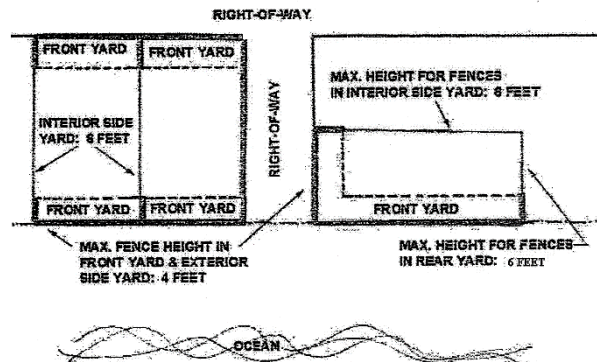 RIGHT-OF-WAY
FRONT YARD
FRONT YARD
MAX. HEIGHT FOR FENCES
IN INTERIOR SIDE YARD: 6 FEET
INTERIOR SIDE
YARD: 6 FEET
RIGHT-OF-WAY
FRONT YARD
FRONT YARD
FRONT YARD
MAX. FENCE HEIGHT IN
FRONT YARD & EXTERIOR
SIDE YARD: 4 FEET
MAX. HEIGHT FOR FENCES
IN REAR YARD: 6 FEET
OCEAN